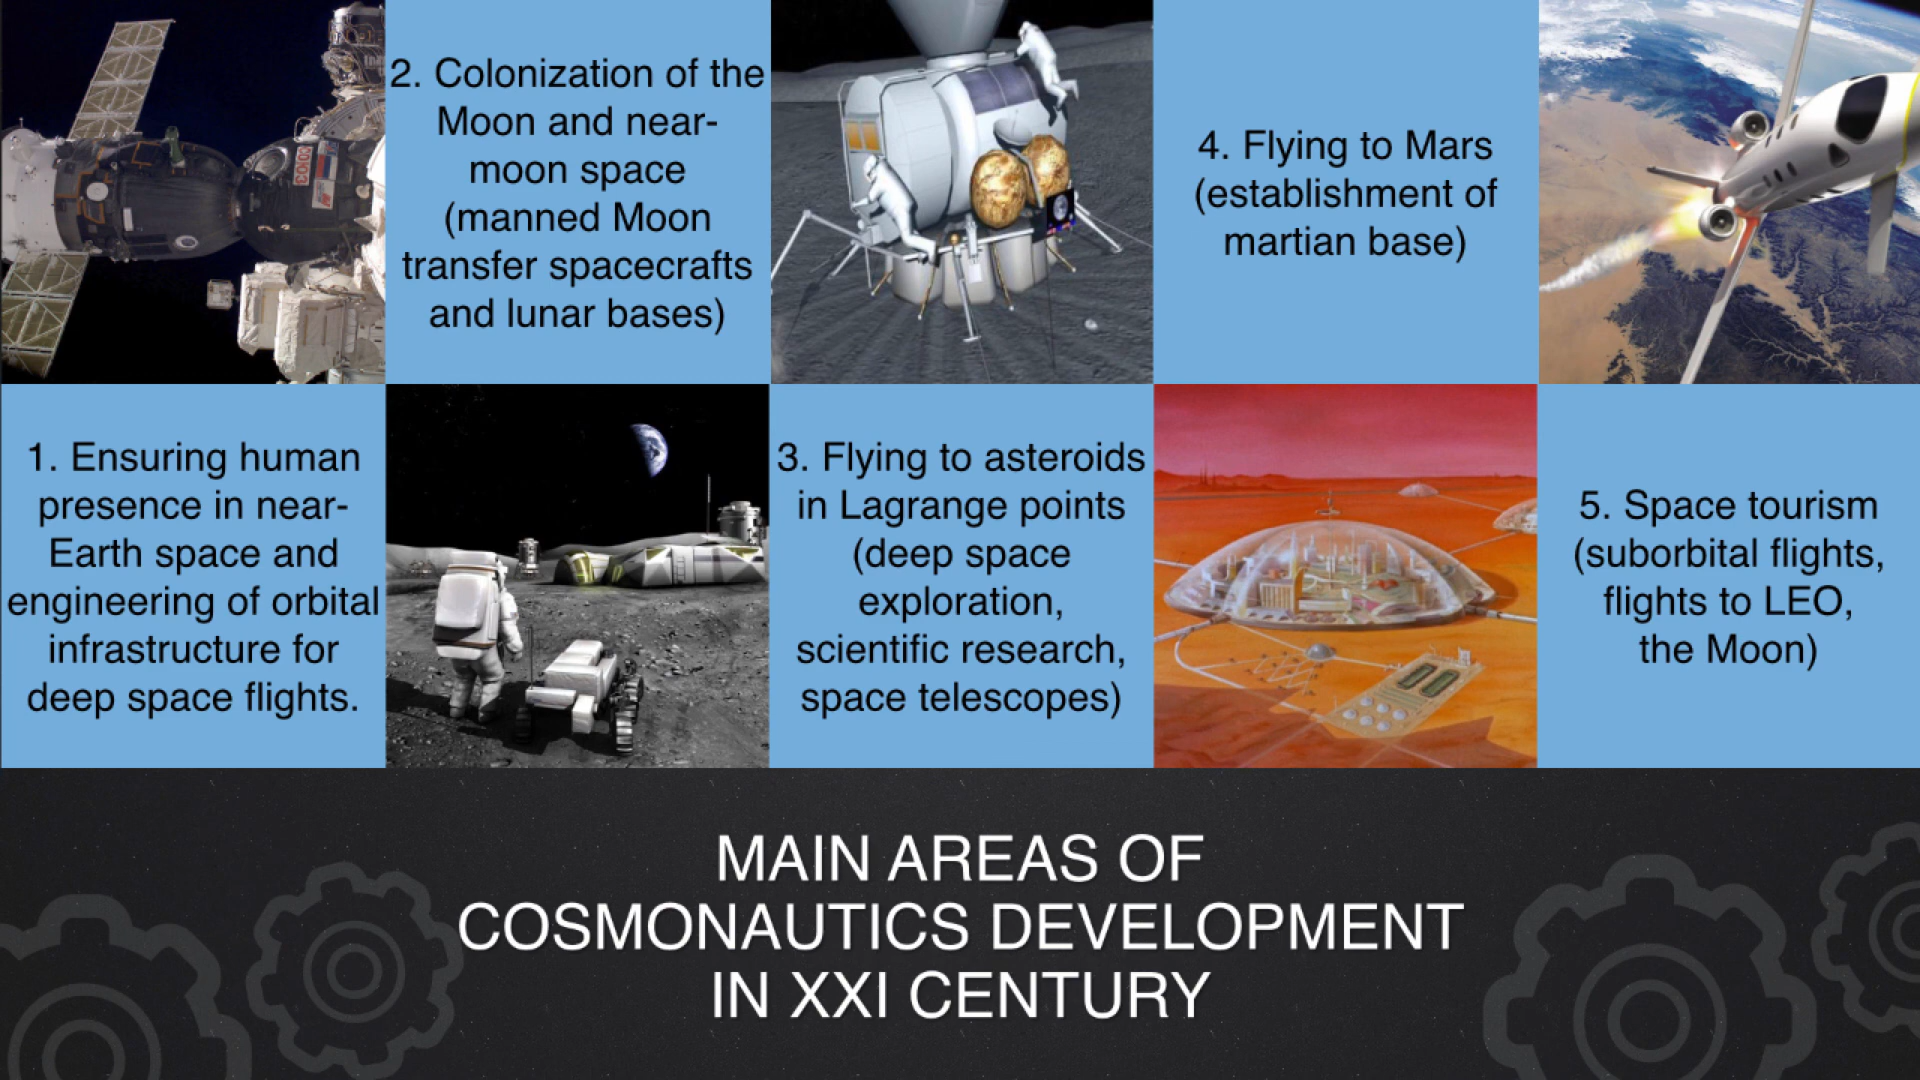 2. Colonization of the
Moon and near-
moon space
(manned Moon
transfer spacecrafts
and lunar bases)
4. Flying to Mars
(establishment of
martian base)
СОЮЗ
1. Ensuring human
presence in near-
Earth space and
engineering of orbital
infrastructure for
deep space flights.
3. Flying to asteroids
in Lagrange points
(deep space
exploration,
scientific research,
space telescopes)
5. Space tourism
(suborbital flights,
flights to LEO,
the Moon)
MAIN AREAS OF
COSMONAUTICS DEVELOPMENT
IN XXI CENTURY